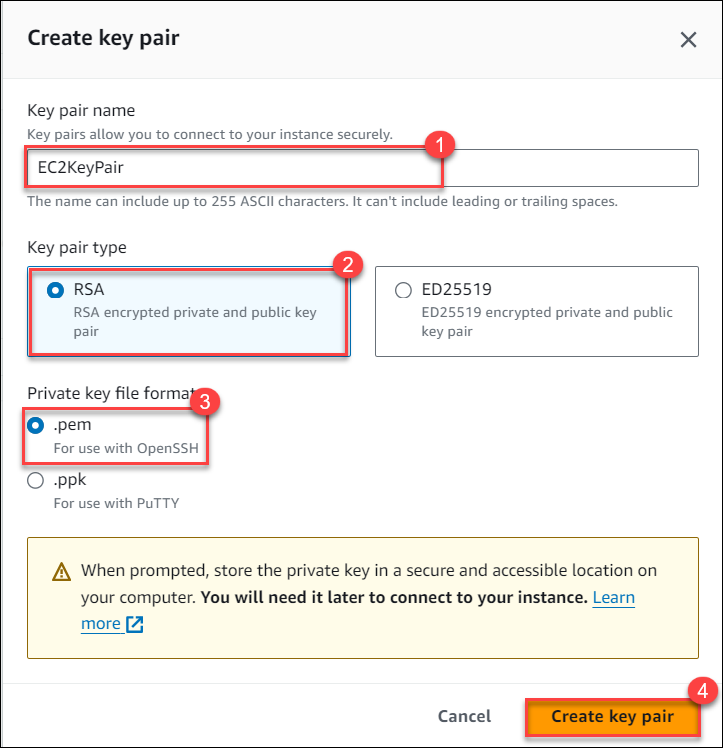 Create key pair
Key pair name
Key pairs allow you to connect to your instance securely.
1
EC2KeyPair
The name can include up to 255 ASCII characters. It can't include leading or trailing spaces.
Key pair type
2
RSA
RSA encrypted private and public key
pair
ED25519
ED25519 encrypted private and public
key pair
Private key file format
3
.pem
For use with OpenSSH
.ppk
For use with PuTTY
When prompted, store the private key in a secure and accessible location on
your computer. You will need it later to connect to your instance. Learn
more
4
Cancel
Create key pair